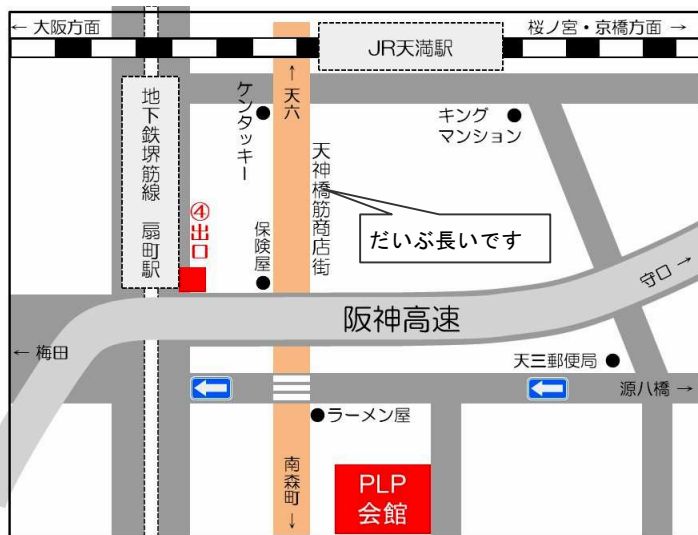 ← 大阪方面
桜ノ宮・京橋方面 →
JR天満駅
← 天六
ケンタッキー
キング
マンション
地下鉄堺筋線 扇町駅
天神橋筋商店街
④出口
保険屋
だいぶ長いです
守口 →
阪神高速
← 梅田
天三郵便局
源八橋 →
ラーメン屋
南森町 →
PLP
会館